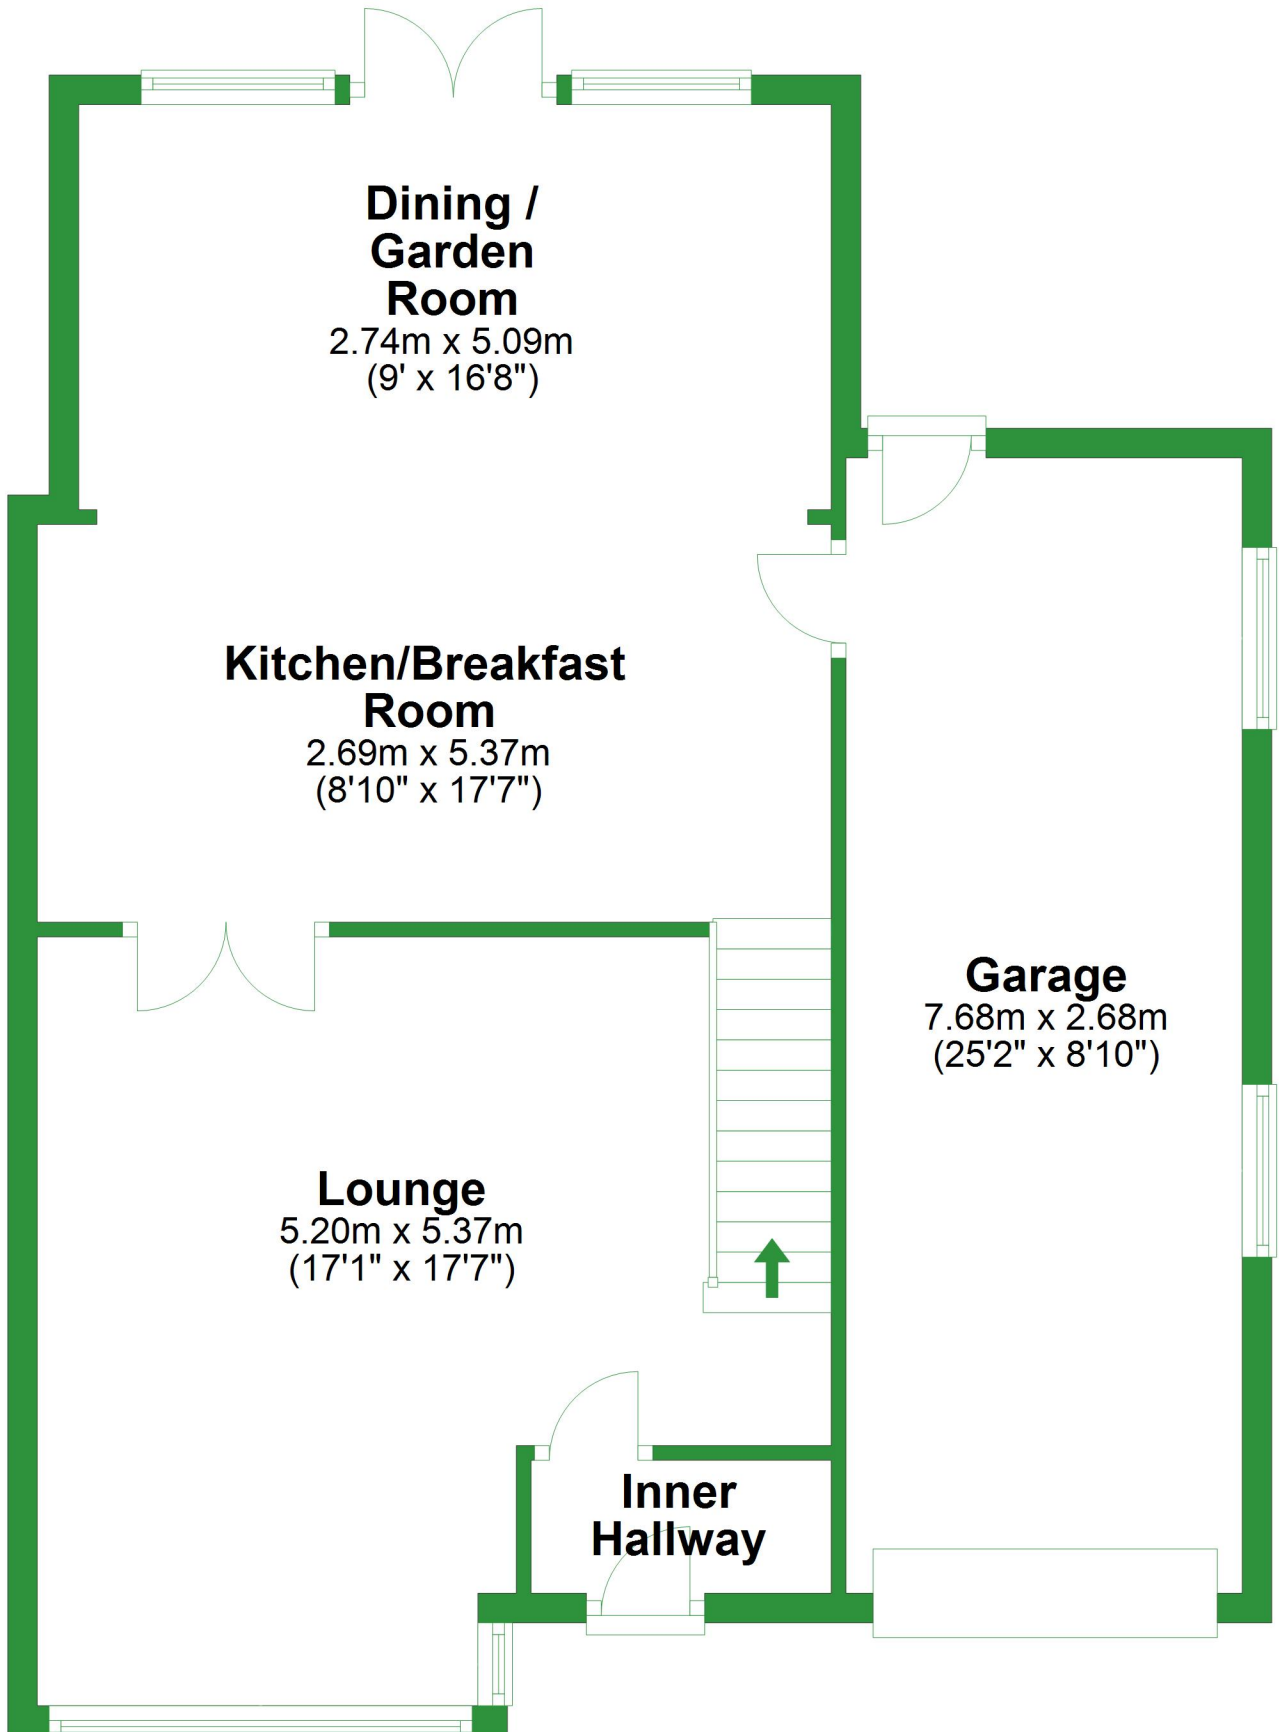 Dining /
Garden
Room
2.74m x 5.09m
(9' x 16'8")
Kitchen/Breakfast
Room
2.69m x 5.37m
(8'10" x 17'7")
Garage
7.68m x 2.68m
(25'2" x 8'10")
Lounge
5.20m x 5.37m
(17'1" x 17'7")
Inner
Hallway